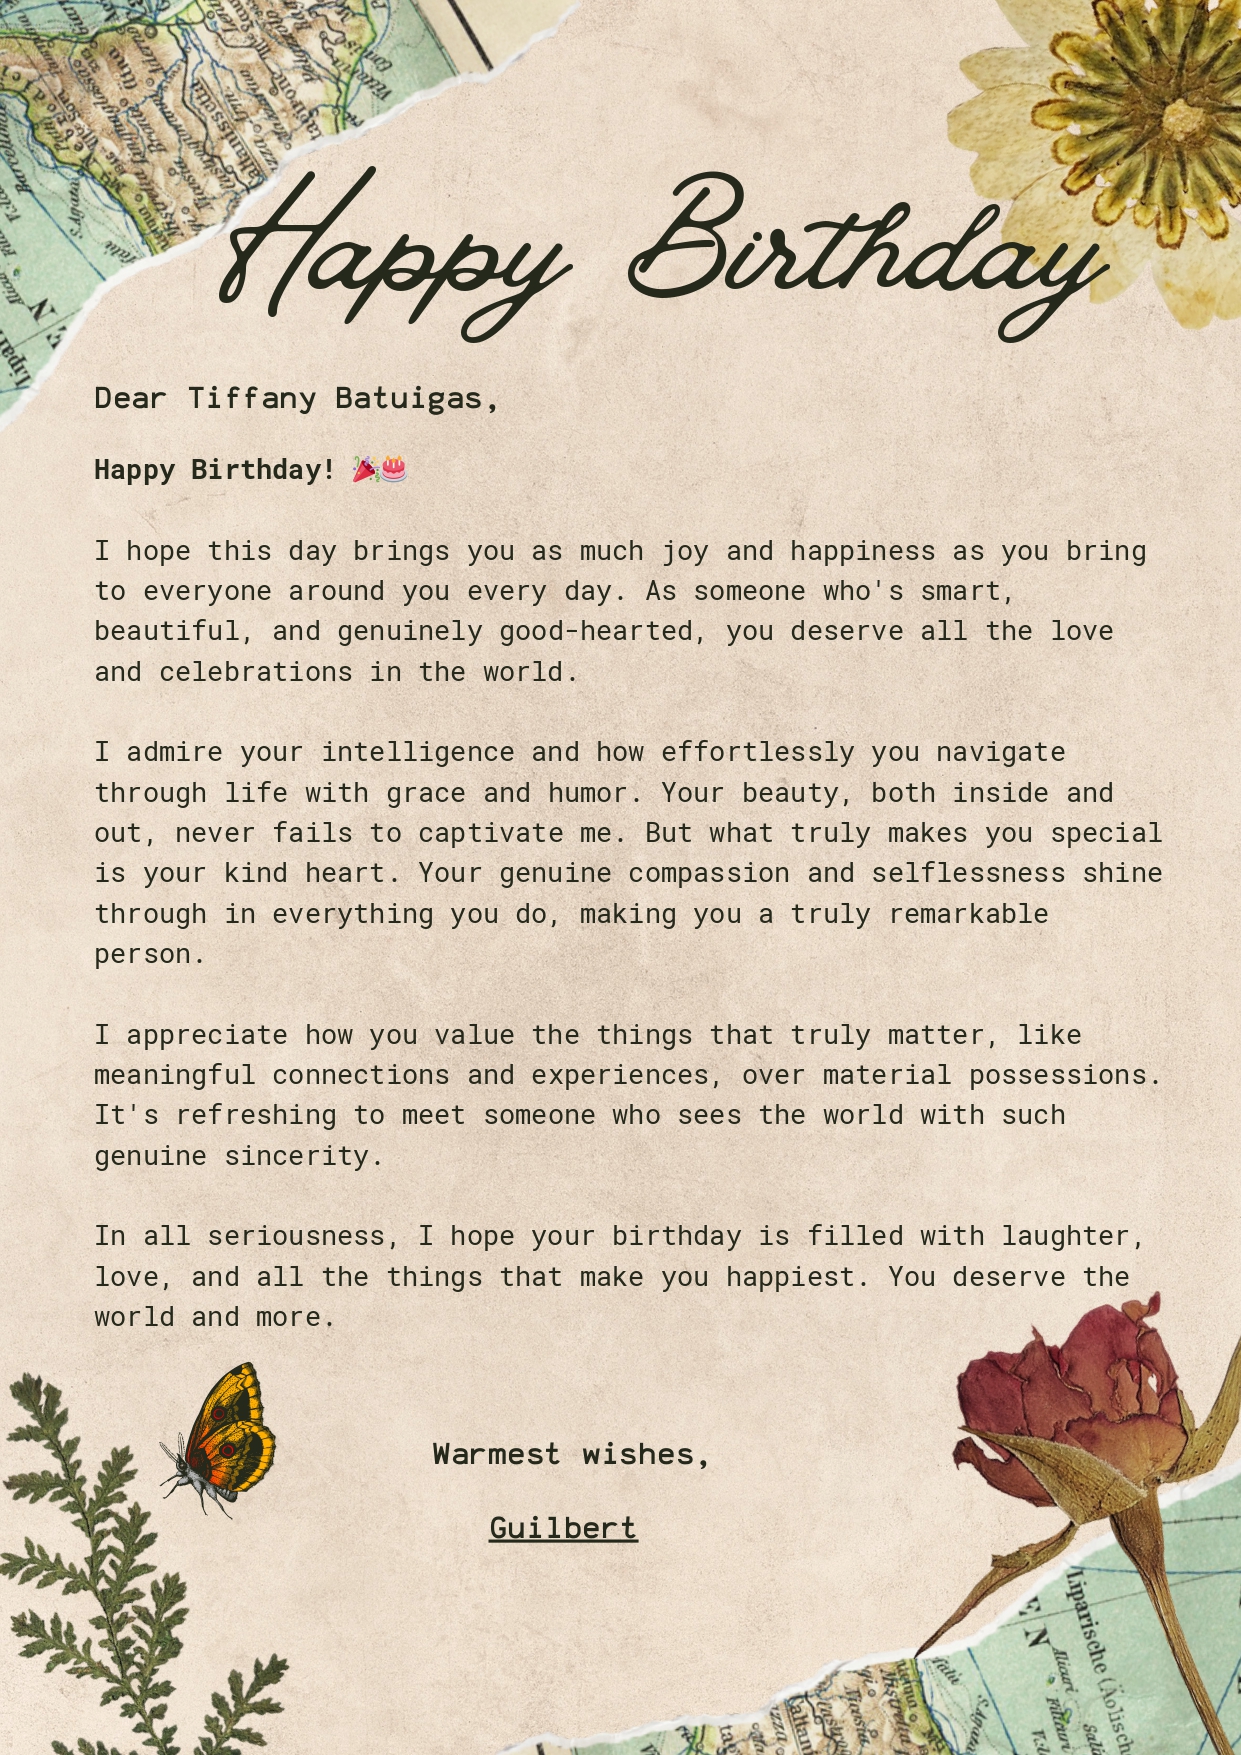 Happy Birthday
Dear Tiffany Batuigas,
Happy Birthday! 🎉🎂
I hope this day brings you as much joy and happiness as you bring
to everyone around you every day. As someone who's smart,
beautiful, and genuinely good-hearted, you deserve all the love
and celebrations in the world.
I admire your intelligence and how effortlessly you navigate
through life with grace and humor. Your beauty, both inside and
out, never fails to captivate me. But what truly makes you special
is your kind heart. Your genuine compassion and selflessness shine
through in everything you do, making you a truly remarkable
person.
I appreciate how you value the things that truly matter, like
meaningful connections and experiences, over material possessions.
It's refreshing to meet someone who sees the world with such
genuine sincerity.
In all seriousness, I hope your birthday is filled with laughter,
love, and all the things that make you happiest. You deserve the
world and more.
Warmest wishes,
Guilbert
Liparische
E
N
Alicuri
Filicuri